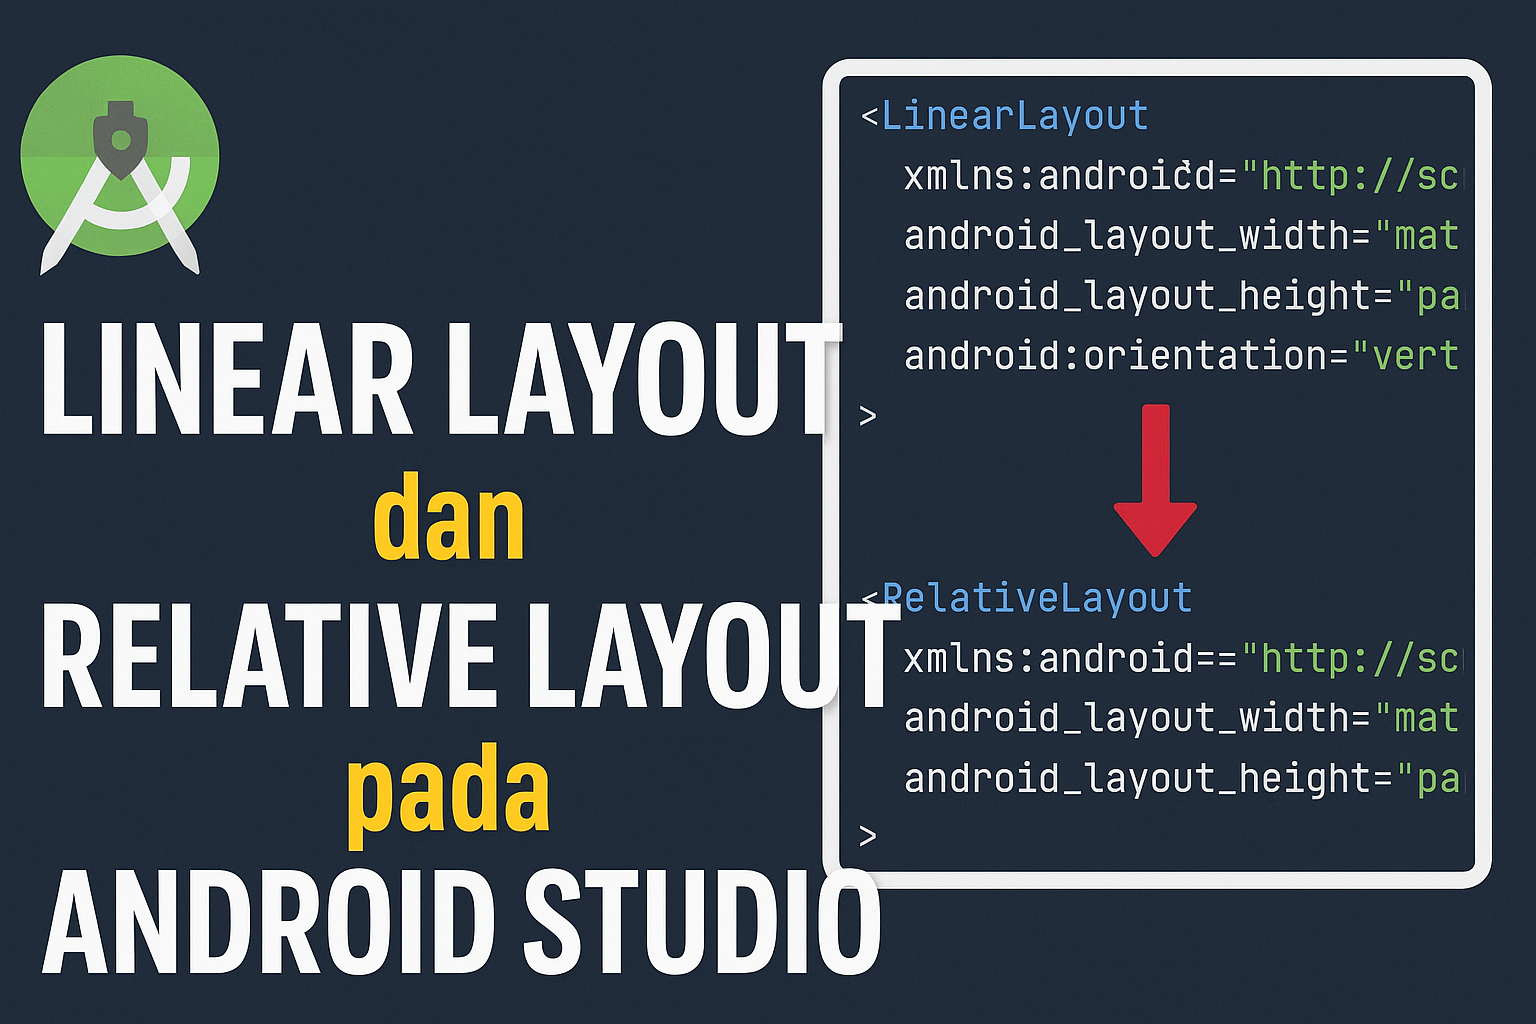 LINEAR LAYOUT
dan
RELATIVE LAYOUT
pada
ANDROID STUDIO
<LinearLayout
xmlns:androićd="http://sc
android_layout_width="mat
android_layout_height="pa
android:orientation="vert
>
<RelativeLayout
xmlns:android=="http://sc
android_layout_width="mat
android_layout_height="pa
>